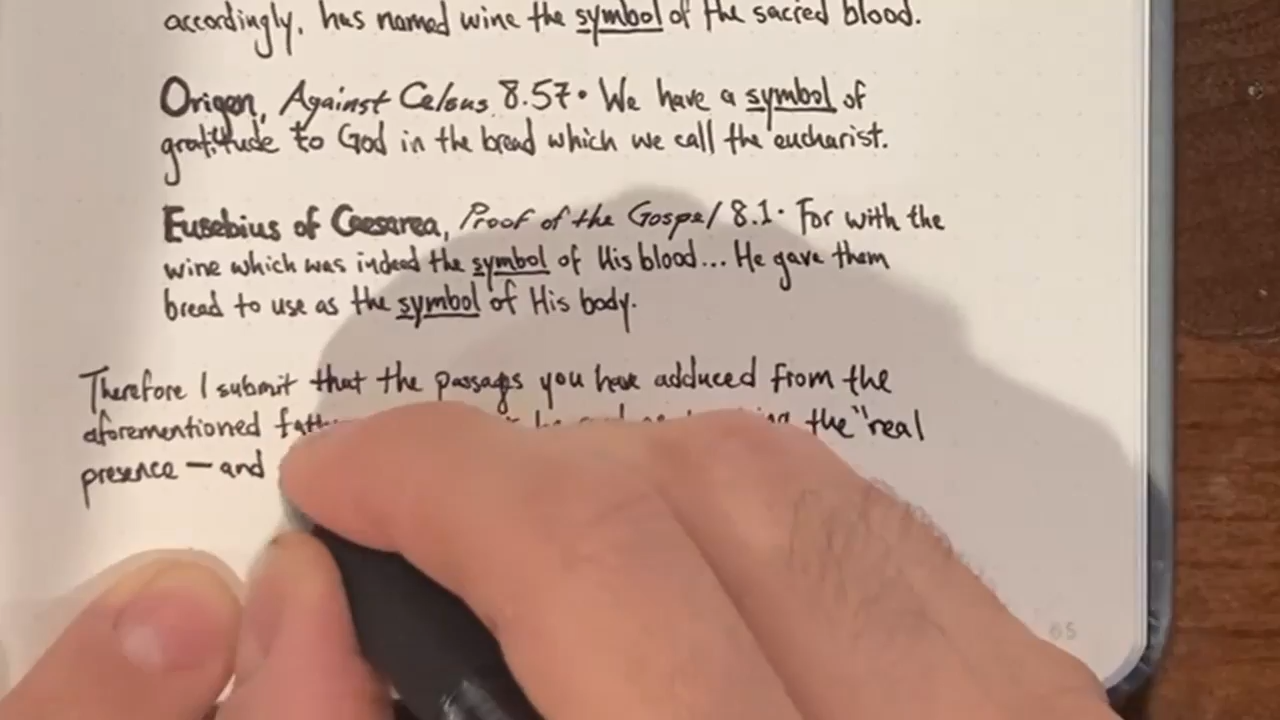 accordingly, has named wine the symbol of the sacred blood.
Origen, Against Celsus 8.57• We have a symbol of
gratitude to God in the bread which we call the eucharist.
Eusebius of Caesarea, Proof of the Gospel 8.1• For with the
wine which was indeed the symbol of His blood... He gave them
bread to use as the symbol of His body.
Therefore I submit that the passages you have adduced from the
aforementioned the "real
presence — and
65